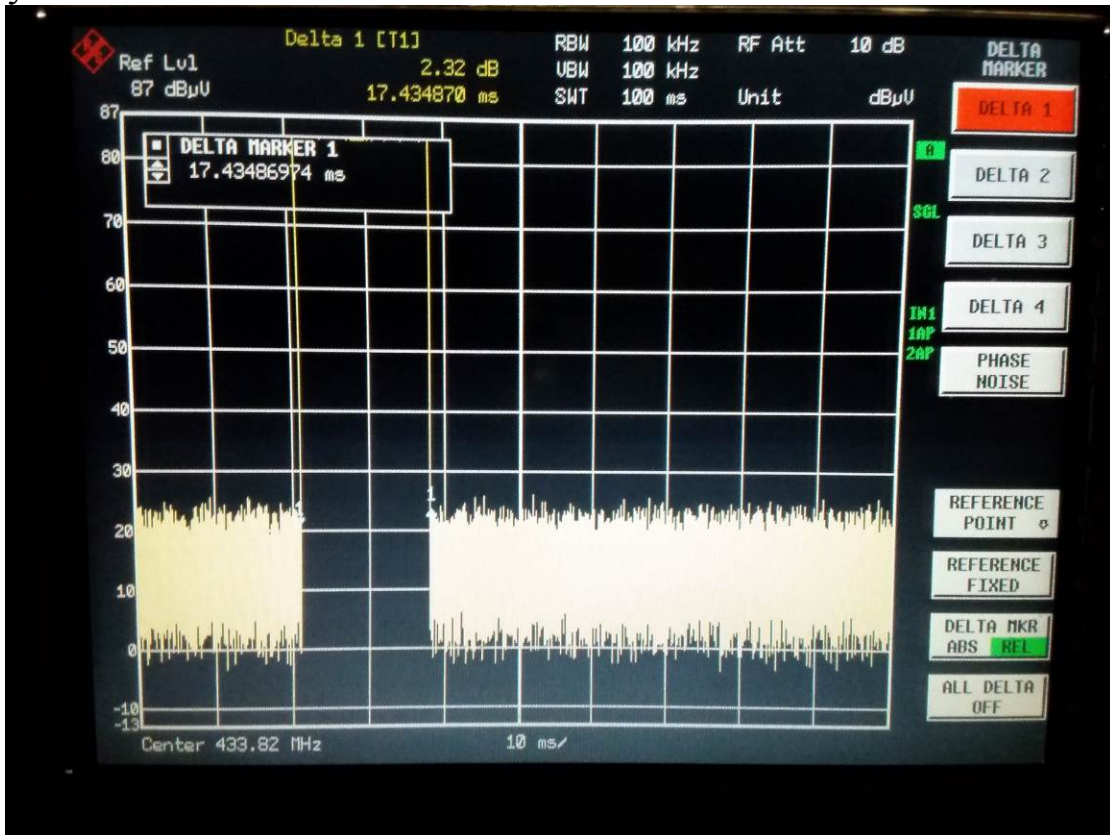 Delta 1 [T1] RBW 100 kHz RF Att 10 dB
Ref Lvl 2.32 dB VBW 100 kHz
87 dBµV 17.434870 ms SWT 100 ms Unit dBµV
DELTA MARKER
87
DELTA MARKER 1
17.43486974 ms
80
70
60
50
40
30
20
10
0
-10
-13
1
1
A
SGL
IN1
1AP
2AP
Center 433.82 MHz 10 ms/
DELTA 1
DELTA 2
DELTA 3
DELTA 4
PHASE
NOISE
REFERENCE
POINT
REFERENCE
FIXED
DELTA MKR
ABS REL
ALL DELTA
OFF